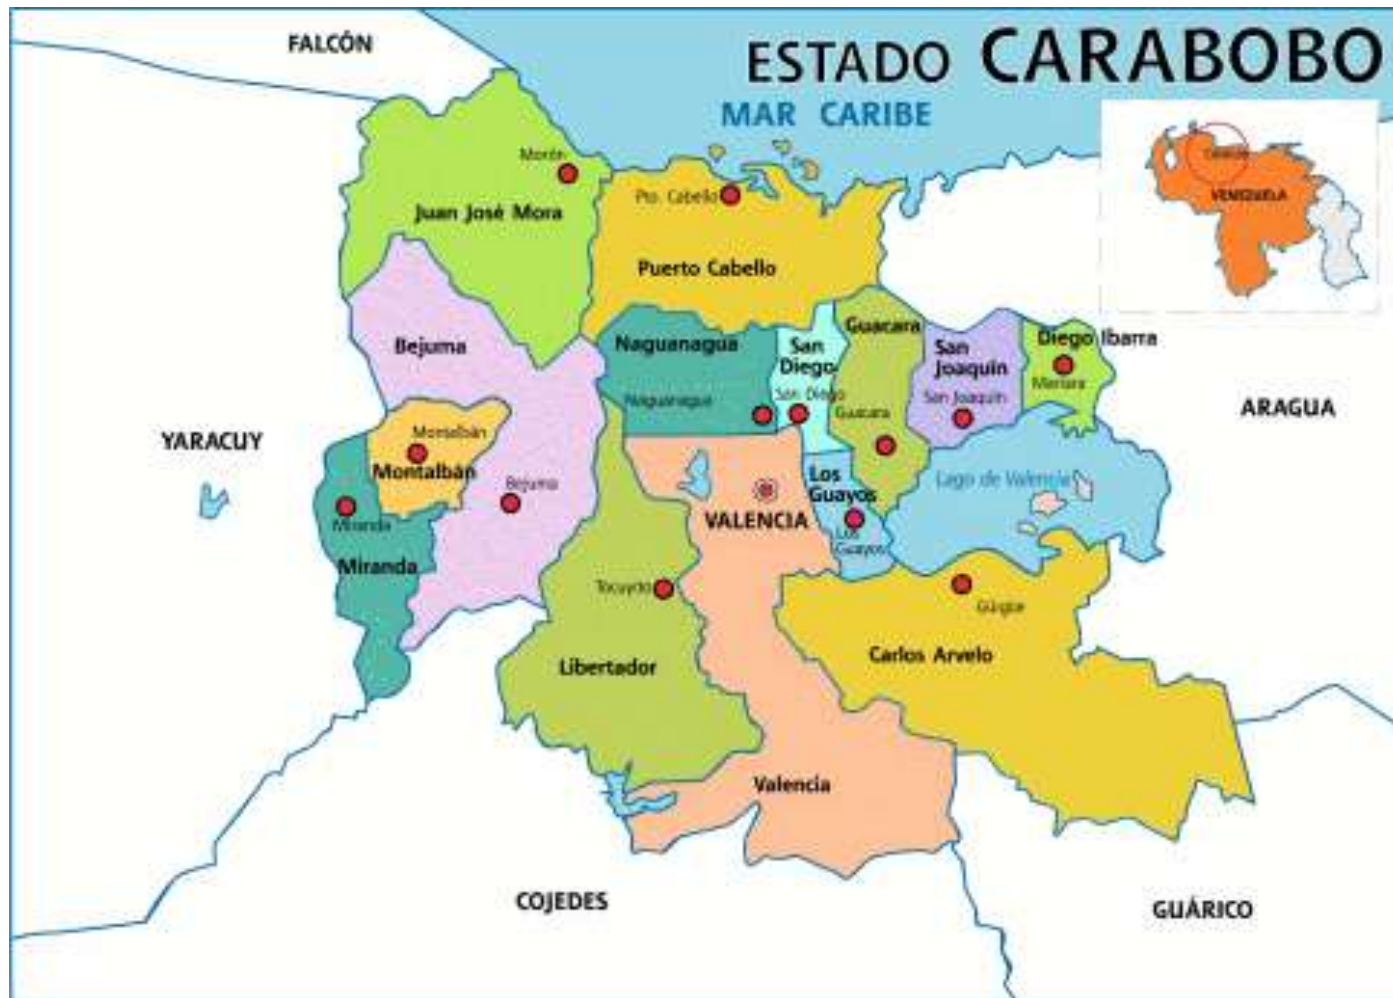 ESTADO CARABOBO
FALCÓN
MAR CARIBE
VENEZUELA
Morón
Juan José Mora
Pto. Cabello
Puerto Cabello
Bejuma
Naguanagua
San
Diego
Guacara
San
Joaquín
Diego Ibarra
Mariara
Naguanagua
San Diego
Guacara
San Joaquín
ARAGUA
YARACUY
Montalbán
Montalbán
Bejuma
Los
Guayos
Lago de Valencia
VALENCIA
Miranda
Los
Guayos
Miranda
Tocuyito
Güigüe
Libertador
Carlos Arvelo
Valencia
COJEDES
GUÁRICO